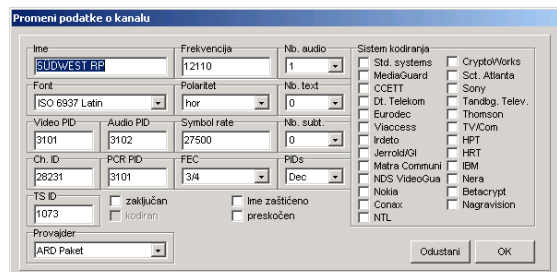 Promeni podatke o kanalu
Ime
SÜDWEST RP
Frekvencija
12110
Nb. audio
1
Font
ISO 6937 Latin
Polaritet
hor
Nb. text
0
Video PID
3101
Audio PID
3102
Symbol rate
27500
Nb. subt.
0
Ch. ID
28231
PCR PID
3101
FEC
3/4
PIDs
Dec
TS ID
1073
zaključan
kodiran
Ime zaštićeno
preskočen
Provajder
ARD Paket
Sistem kodiranja
Std. systems
MediaGuard
CCETT
Dt. Telekom
Eurodec
Viaccess
Irdeto
Jerrold/GI
Matra Communi
NDS VideoGua
Nokia
Conax
NTL
CryptoWorks
Sct. Atlanta
Sony
Tandbg. Telev.
Thomson
TV/Com
HPT
HRT
IBM
Nera
Betacrypt
Nagravision
Odustani
OK